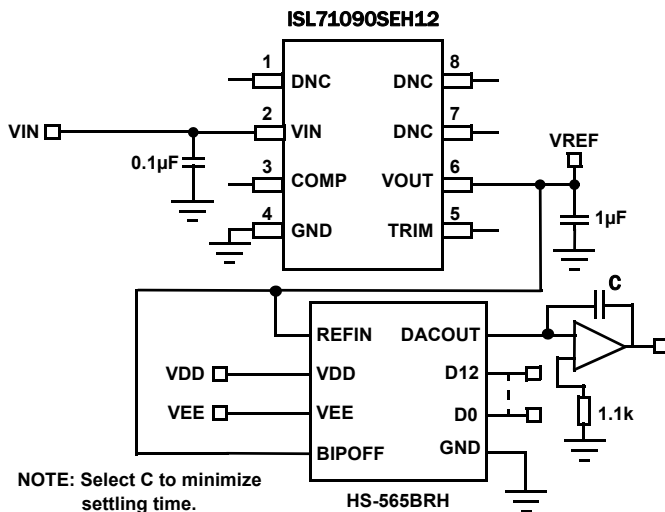 ISL71090SEH12
1 8
DNC DNC
2 7
VIN VIN DNC
VREF
0.1µF
3 6
COMP VOUT
4 5
GND TRIM
1µF
C
REFIN DACOUT
VDD VDD D12
VEE VEE D0
1.1k
BIPOFF GND
NOTE: Select C to minimize
settling time.
HS-565BRH